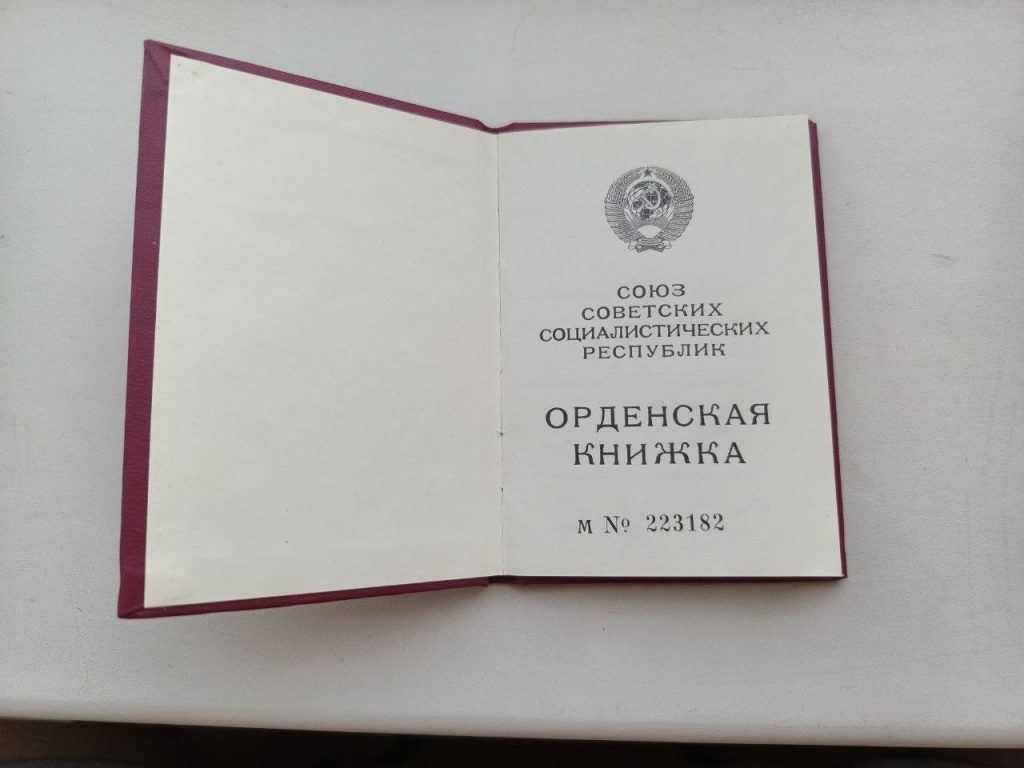 СОЮЗ
СОВЕТСКИХ
СОЦИАЛИСТИЧЕСКИХ
РЕСПУБЛИК
ОРДЕНСКАЯ
КНИЖКА
М № 223182